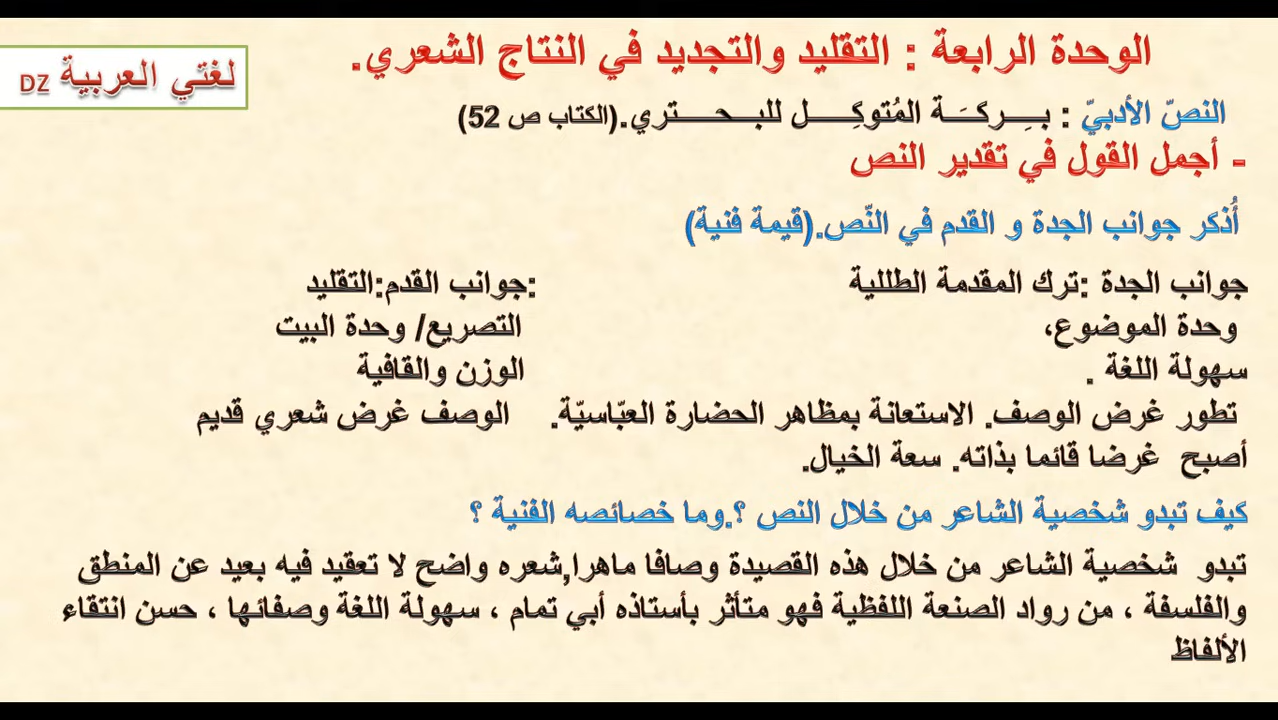 الوحدة الرابعة : التقليد والتجديد في النتاج الشعري.
لغتي العربية DZ
النصّ الأدبيّ : بـــِــركــــَــة المُتوكِــــــل للبــــحــــــتري.(الكتاب ص 52)
- أجمل القول في تقدير النص
أُذكر جوانب الجدة و القدم في النّص.(قيمة فنية)
جوانب الجدة :ترك المقدمة الطللية :جوانب القدم:التقليد
وحدة الموضوع، التصريع/ وحدة البيت
سهولة اللغة . الوزن والقافية
تطور غرض الوصف. الاستعانة بمظاهر الحضارة العبّاسيّة. الوصف غرض شعري قديم
أصبح غرضا قائما بذاته. سعة الخيال.
كيف تبدو شخصية الشاعر من خلال النص ؟.وما خصائصه الفنية ؟
تبدو شخصية الشاعر من خلال هذه القصيدة وصافا ماهرا,شعره واضح لا تعقيد فيه بعيد عن المنطق
والفلسفة ، من رواد الصنعة اللفظية فهو متأثر بأستاذه أبي تمام ، سهولة اللغة وصفائها ، حسن انتقاء
الألفاظ